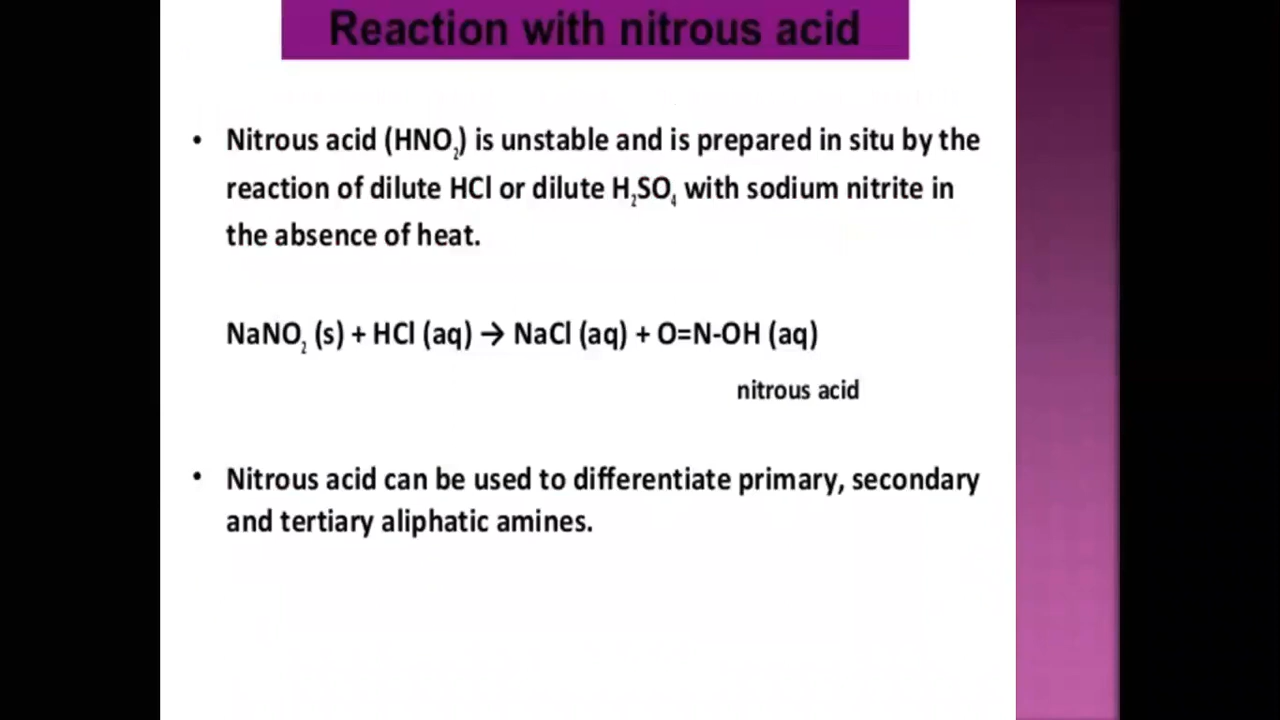 Reaction with nitrous acid
• Nitrous acid (HNO₂) is unstable and is prepared in situ by the
reaction of dilute HCl or dilute H₂SO₄ with sodium nitrite in
the absence of heat.
NaNO₂ (s) + HCl (aq) → NaCl (aq) + O=N-OH (aq)
nitrous acid
• Nitrous acid can be used to differentiate primary, secondary
and tertiary aliphatic amines.